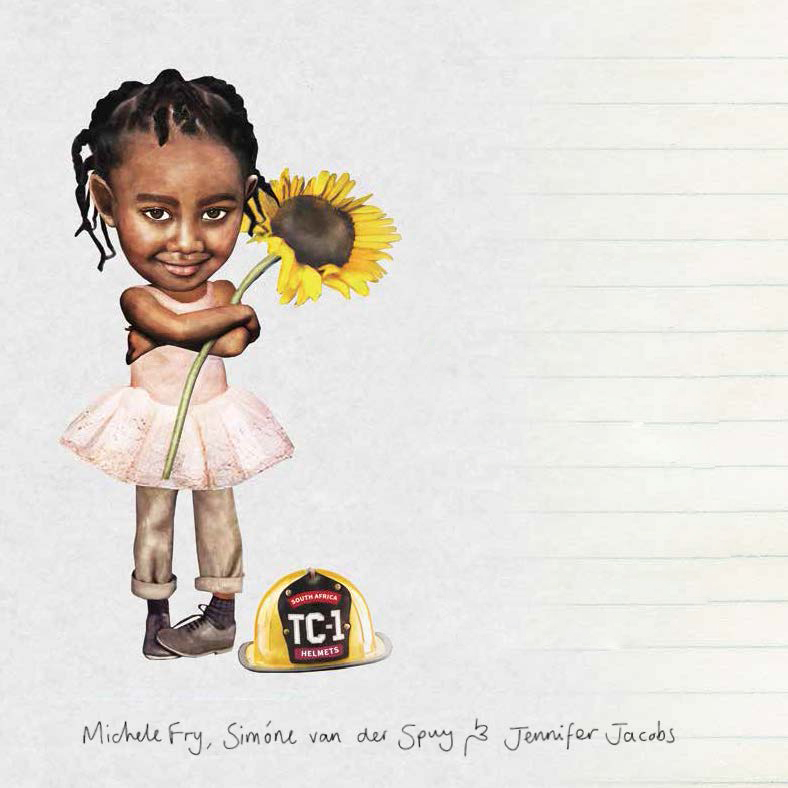 SOUTH AFRICA
TC-1
HELMETS
Michele Fry, Simóne van der Spuy & Jennifer Jacobs